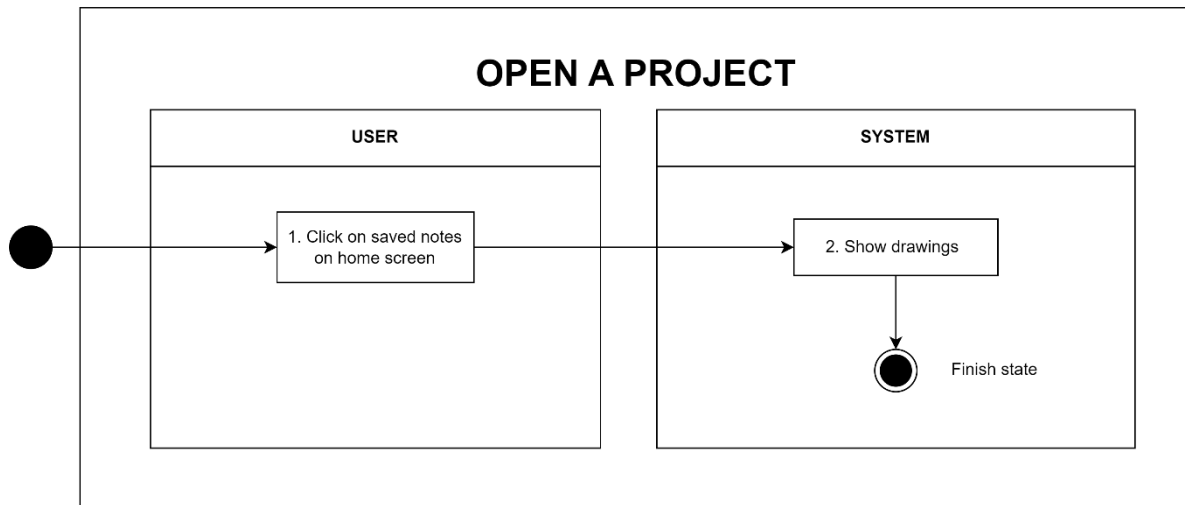 OPEN A PROJECT
USER
SYSTEM
1. Click on saved notes
on home screen
2. Show drawings
Finish state